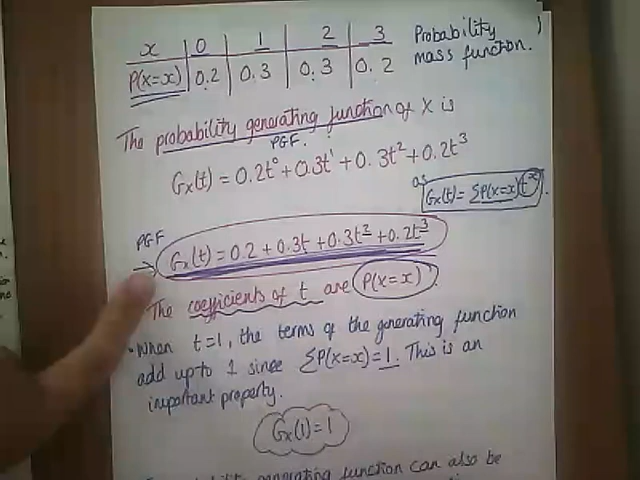 x 0 1 2 3
P(X=x) 0.2 0.3 0.3 0.2
Probability
mass function.
The probability generating function of X is
PGF.
Gx(t) = 0.2t⁰ + 0.3t¹ + 0.3t² + 0.2t³
as
Gx(t) = ΣP(X=x)tˣ.
PGF
→ Gx(t) = 0.2 + 0.3t + 0.3t² + 0.2t³
The coefficients of t are P(X=x).
• When t=1, the terms of the generating function
add up to 1 since ΣP(X=x)=1. This is an
important property.
Gx(1) = 1
generating function can also be